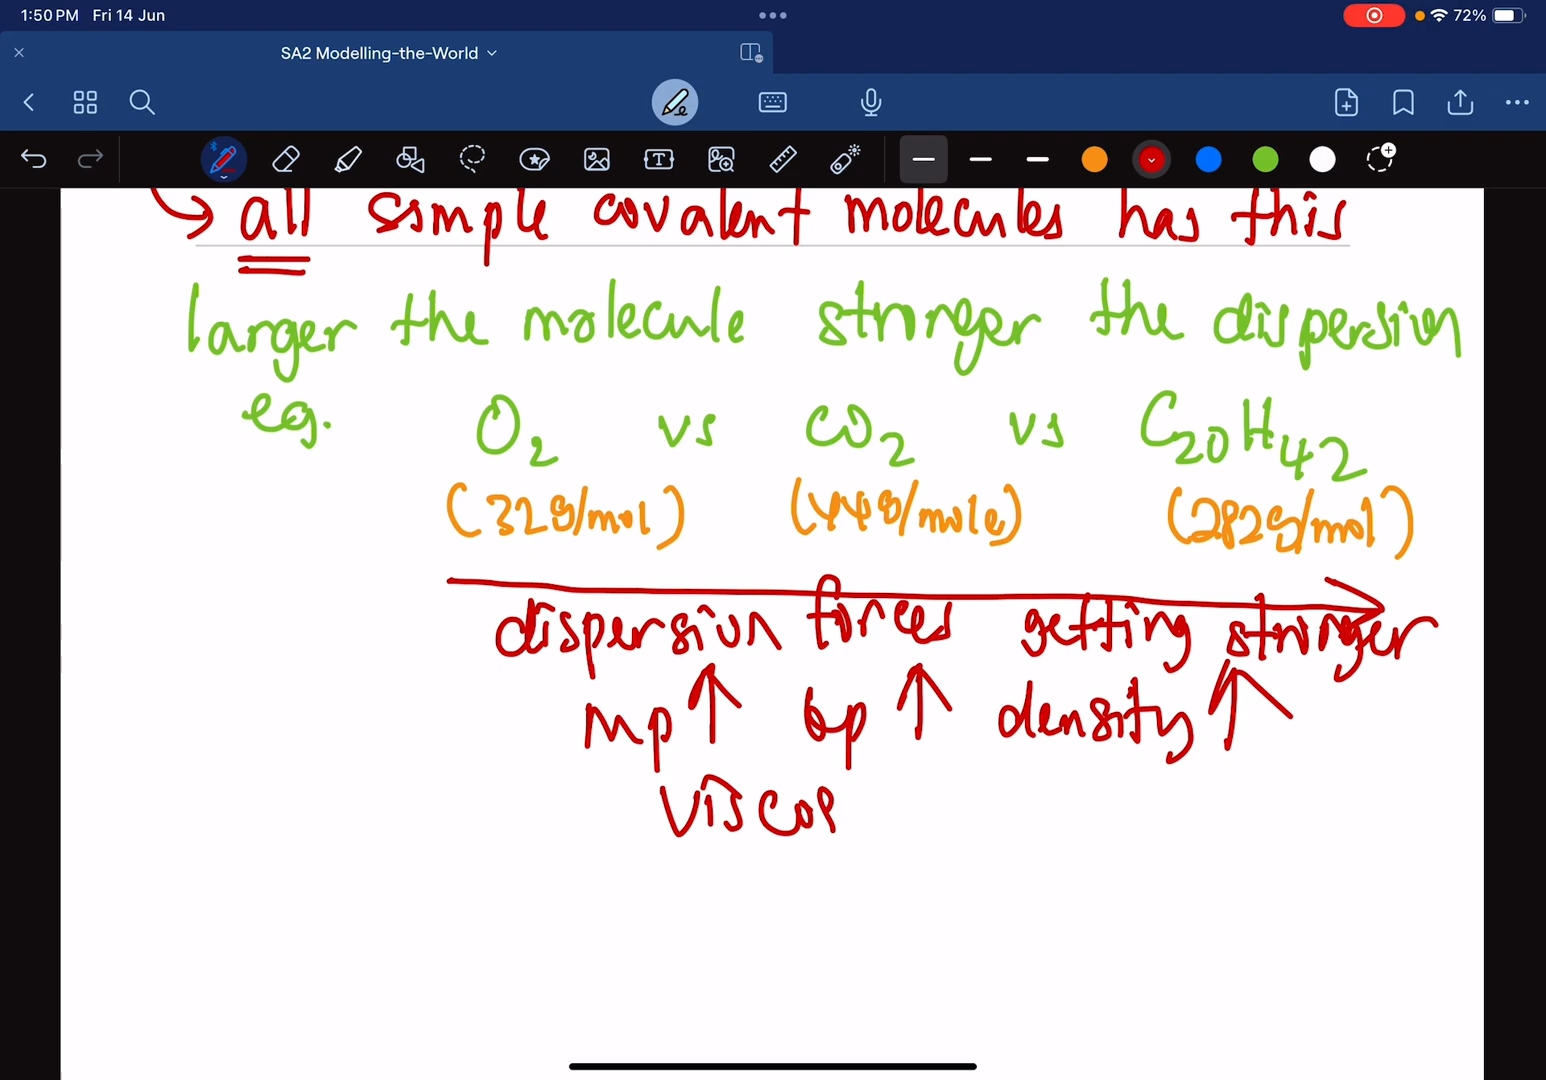 1:50 PM Fri 14 Jun
72%
SA2 Modelling-the-World
all simple covalent molecules has this
larger the molecule stronger the dispersion
eg. O₂ vs CO₂ vs C₂₀H₄₂
(32g/mol) (44g/mole) (282g/mol)
dispersion forces getting stronger
mp ↑ bp ↑ density ↑
viscos